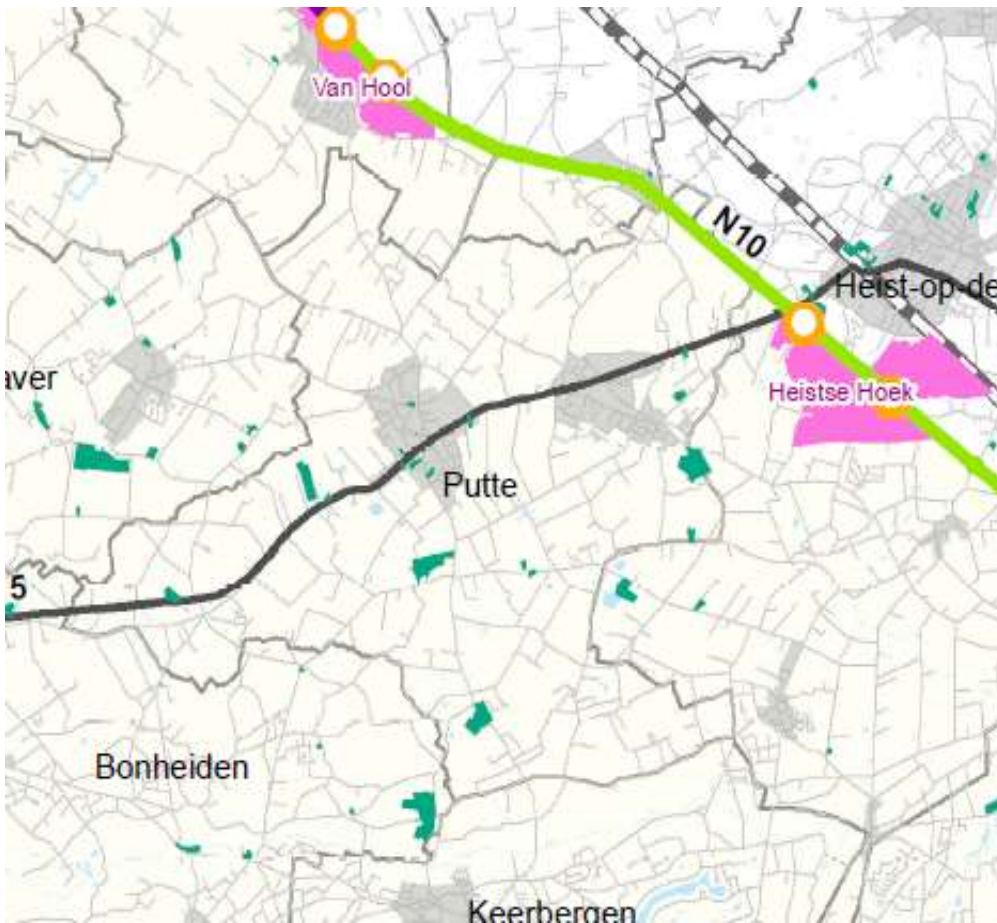 Van Hool
N10
Heist-op-de
aver
Heistse Hoek
Putte
5
Bonheiden
Keerbergen